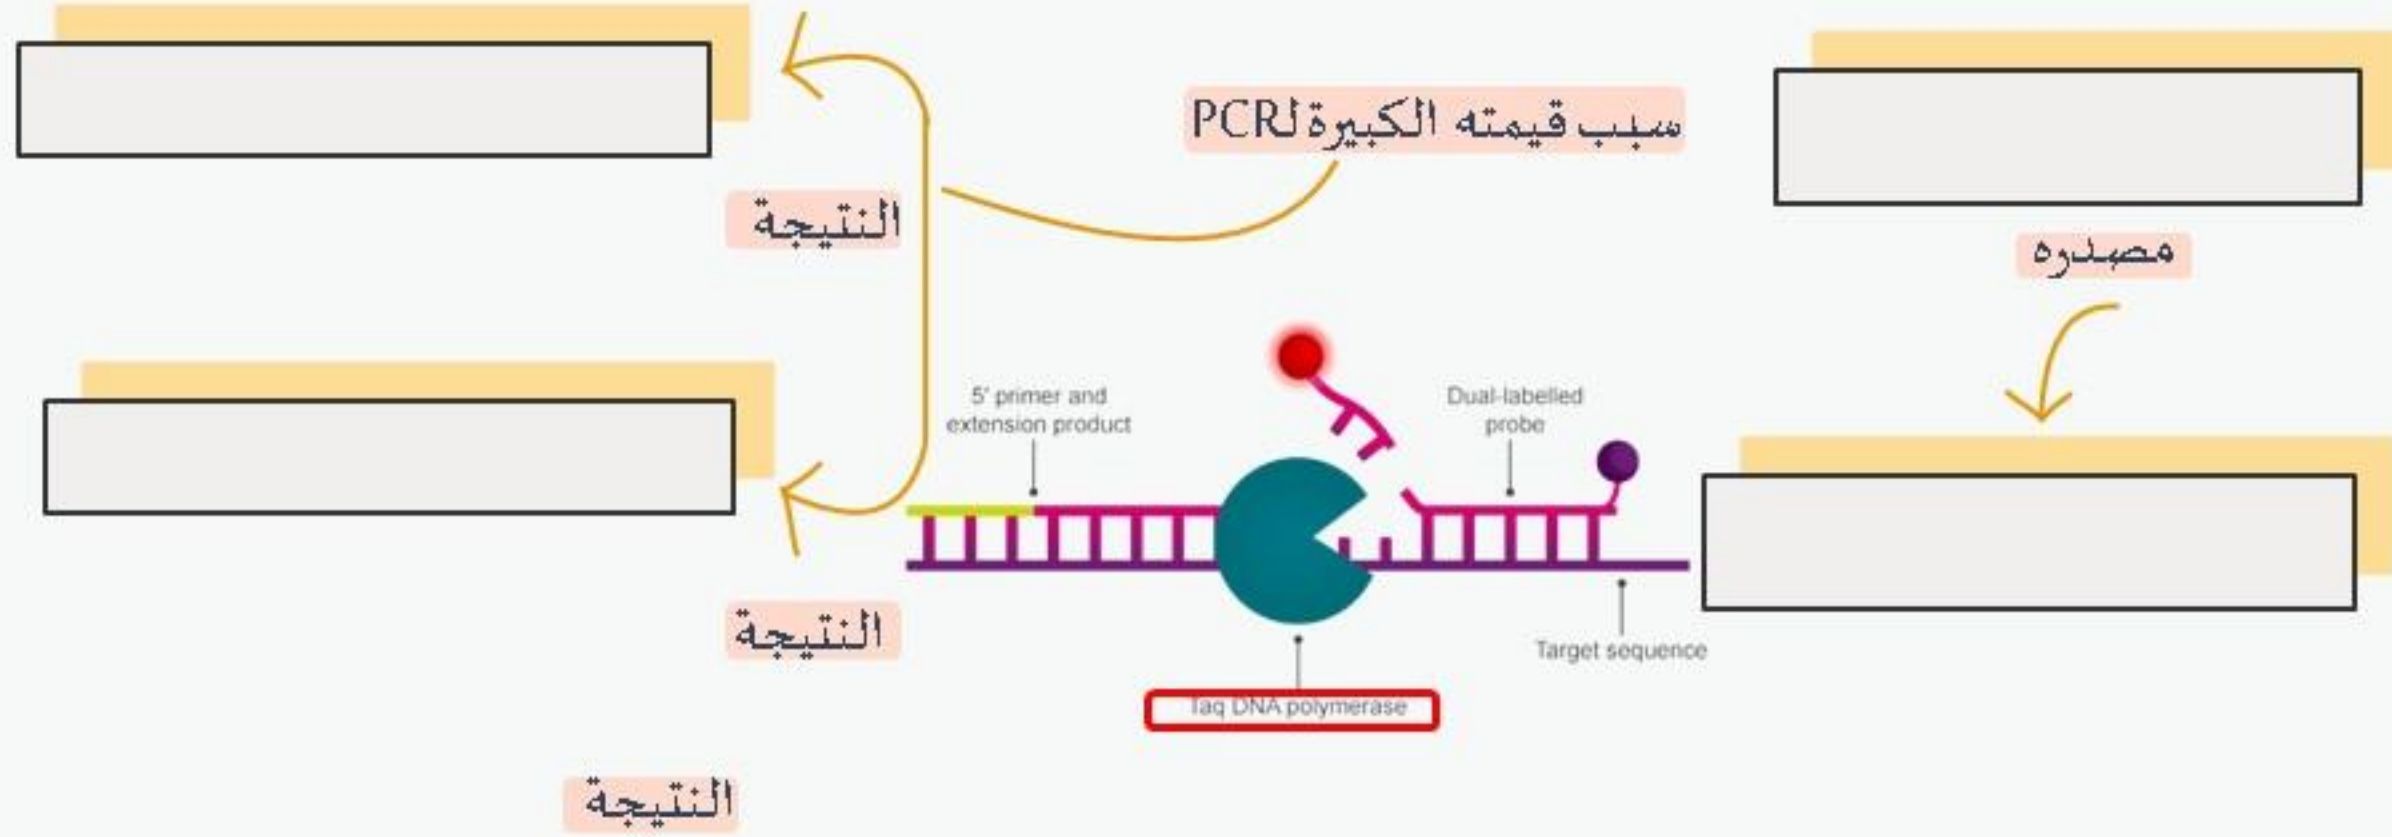 سبب قيمته الكبيرة لPCR
النتيجة
مصدره
5' primer and
extension product
Dual-labelled
probe
النتيجة
Target sequence
Taq DNA polymerase
النتيجة